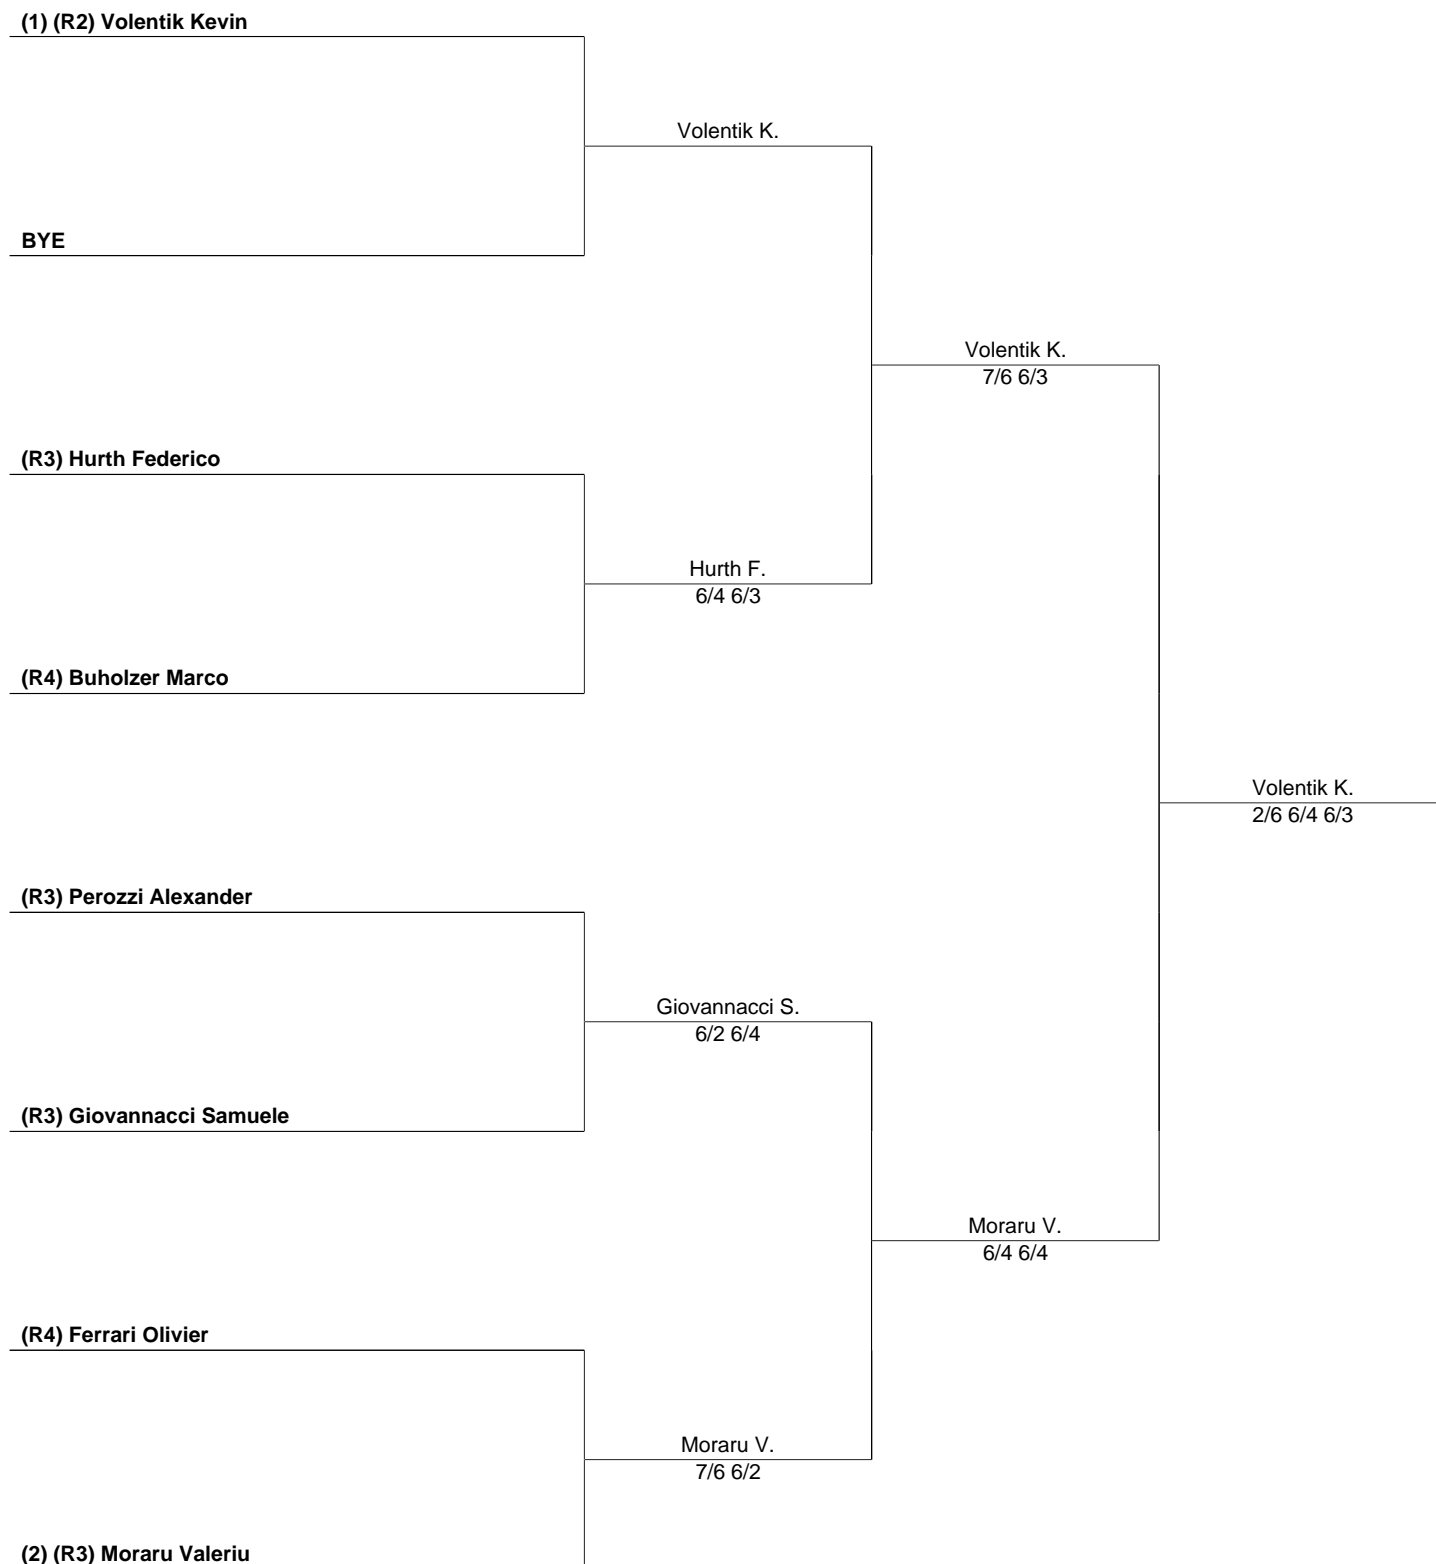 (1) (R2) Volentik Kevin
Volentik K.
BYE
Volentik K.
7/6 6/3
(R3) Hurth Federico
Hurth F.
6/4 6/3
(R4) Buholzer Marco
Volentik K.
2/6 6/4 6/3
(R3) Perozzi Alexander
Giovannacci S.
6/2 6/4
(R3) Giovannacci Samuele
Moraru V.
6/4 6/4
(R4) Ferrari Olivier
Moraru V.
7/6 6/2
(2) (R3) Moraru Valeriu